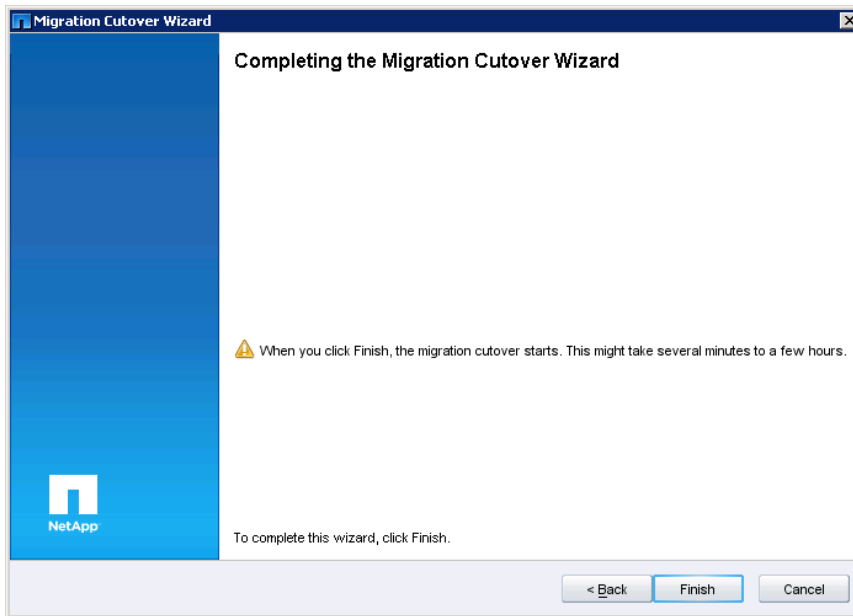 Migration Cutover Wizard
Completing the Migration Cutover Wizard
When you click Finish, the migration cutover starts. This might take several minutes to a few hours.
NetApp
To complete this wizard, click Finish.
< Back
Finish
Cancel